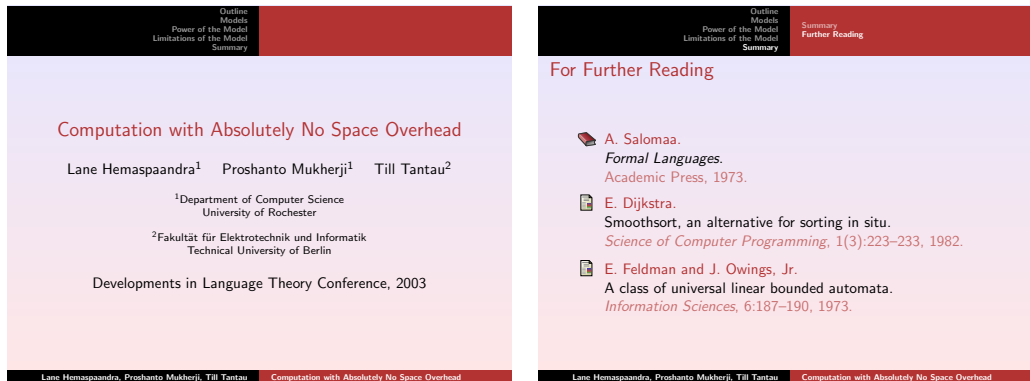 Outline
Models
Power of the Model
Limitations of the Model
Summary
Computation with Absolutely No Space Overhead
Lane Hemaspaandra¹ Proshanto Mukherji¹ Till Tantau²
¹Department of Computer Science
University of Rochester
²Fakultät für Elektrotechnik und Informatik
Technical University of Berlin
Developments in Language Theory Conference, 2003
Lane Hemaspaandra, Proshanto Mukherji, Till Tantau Computation with Absolutely No Space Overhead
Outline
Models
Power of the Model
Limitations of the Model
Summary
Summary
Further Reading
For Further Reading
A. Salomaa.
Formal Languages.
Academic Press, 1973.
E. Dijkstra.
Smoothsort, an alternative for sorting in situ.
Science of Computer Programming, 1(3):223–233, 1982.
E. Feldman and J. Owings, Jr.
A class of universal linear bounded automata.
Information Sciences, 6:187–190, 1973.
Lane Hemaspaandra, Proshanto Mukherji, Till Tantau Computation with Absolutely No Space Overhead